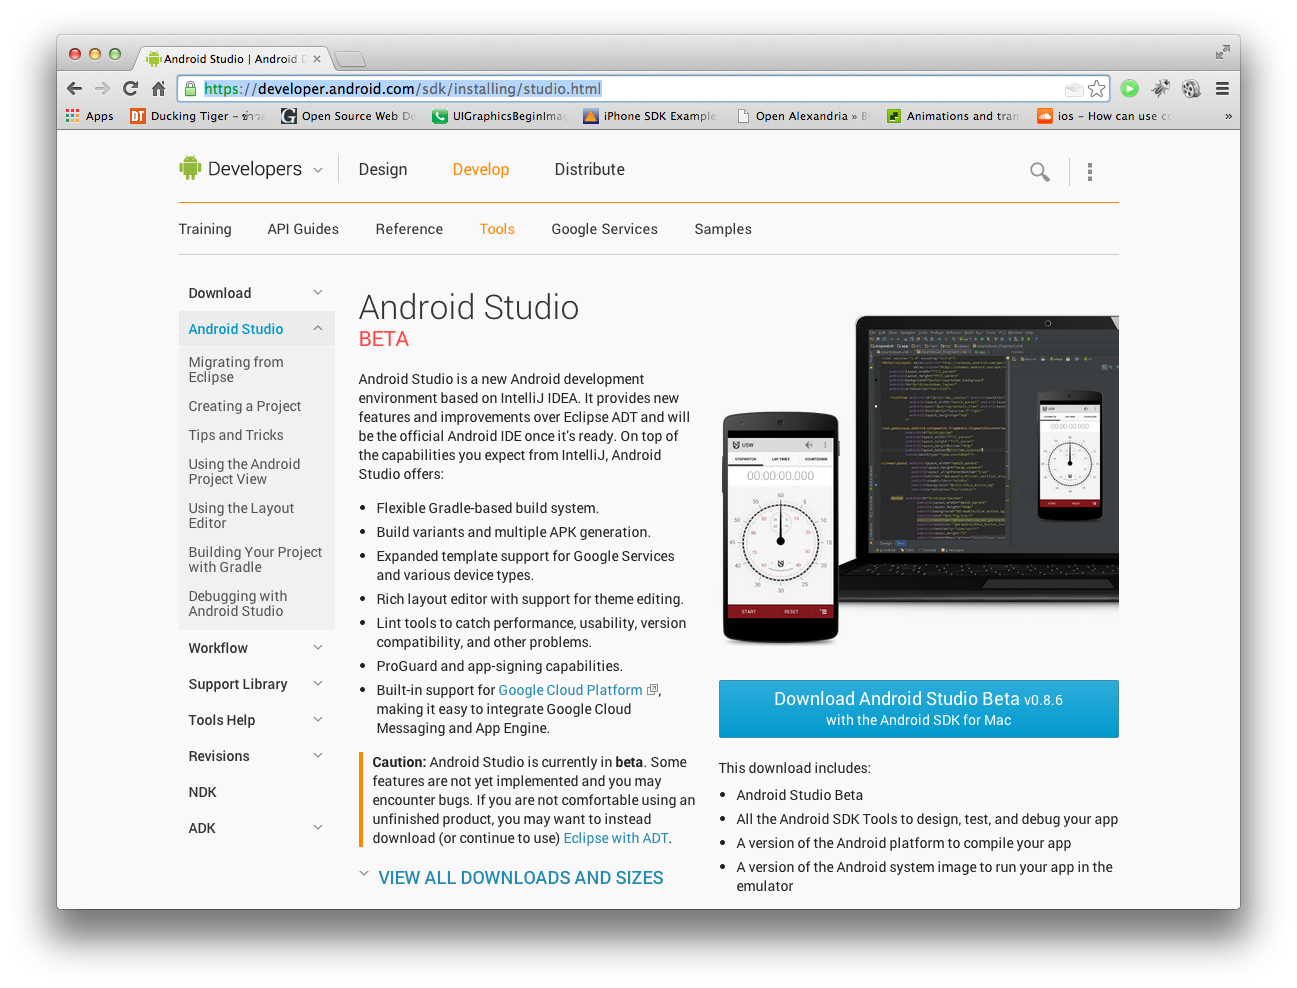 Android Studio | Android D
https://developer.android.com/sdk/installing/studio.html
Apps Ducking Tiger – ข่าว Open Source Web De UIGraphicsBeginImag iPhone SDK Example Open Alexandria » B Animations and tran ios – How can use co »
Developers Design Develop Distribute
Training API Guides Reference Tools Google Services Samples
Download
Android Studio
Migrating from
Eclipse
Creating a Project
Tips and Tricks
Using the Android
Project View
Using the Layout
Editor
Building Your Project
with Gradle
Debugging with
Android Studio
Workflow
Support Library
Tools Help
Revisions
NDK
ADK
Android Studio
BETA
Android Studio is a new Android development
environment based on IntelliJ IDEA. It provides new
features and improvements over Eclipse ADT and will
be the official Android IDE once it's ready. On top of
the capabilities you expect from IntelliJ, Android
Studio offers:
• Flexible Gradle-based build system.
• Build variants and multiple APK generation.
• Expanded template support for Google Services
and various device types.
• Rich layout editor with support for theme editing.
• Lint tools to catch performance, usability, version
compatibility, and other problems.
• ProGuard and app-signing capabilities.
• Built-in support for Google Cloud Platform,
making it easy to integrate Google Cloud
Messaging and App Engine.
Caution: Android Studio is currently in beta. Some
features are not yet implemented and you may
encounter bugs. If you are not comfortable using an
unfinished product, you may want to instead
download (or continue to use) Eclipse with ADT.
VIEW ALL DOWNLOADS AND SIZES
USW
STOPWATCH LAP TIMES COUNTDOWN
00:00:00.000
START RESET
Download Android Studio Beta v0.8.6
with the Android SDK for Mac
This download includes:
• Android Studio Beta
• All the Android SDK Tools to design, test, and debug your app
• A version of the Android platform to compile your app
• A version of the Android system image to run your app in the
emulator